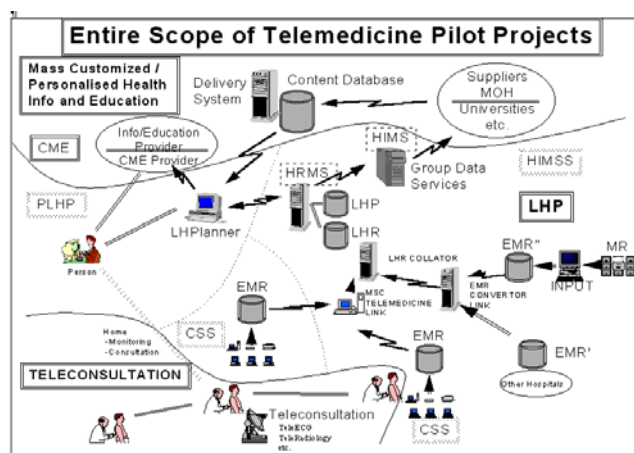 Entire Scope of Telemedicine Pilot Projects
Mass Customized /
Personalised Health
Info and Education
Delivery
System
Content Database
Suppliers
MOH
Universities
etc.
CME
Info/Education
Provider
CME Provider
HIMS
Group Data
Services
HIMSS
PLHP
HRMS
LHP
LHR
LHPlanner
LHP
Person
LHR COLLATOR
EMR"
MR
INPUT
EMR
CONVERTOR
LINK
EMR
MSC
TELEMEDICINE
LINK
CSS
Home
-Monitoring
-Consultation
EMR
EMR'
Other Hospitals
TELECONSULTATION
Teleconsultation
TeleECG
TeleRadiology
etc.
CSS